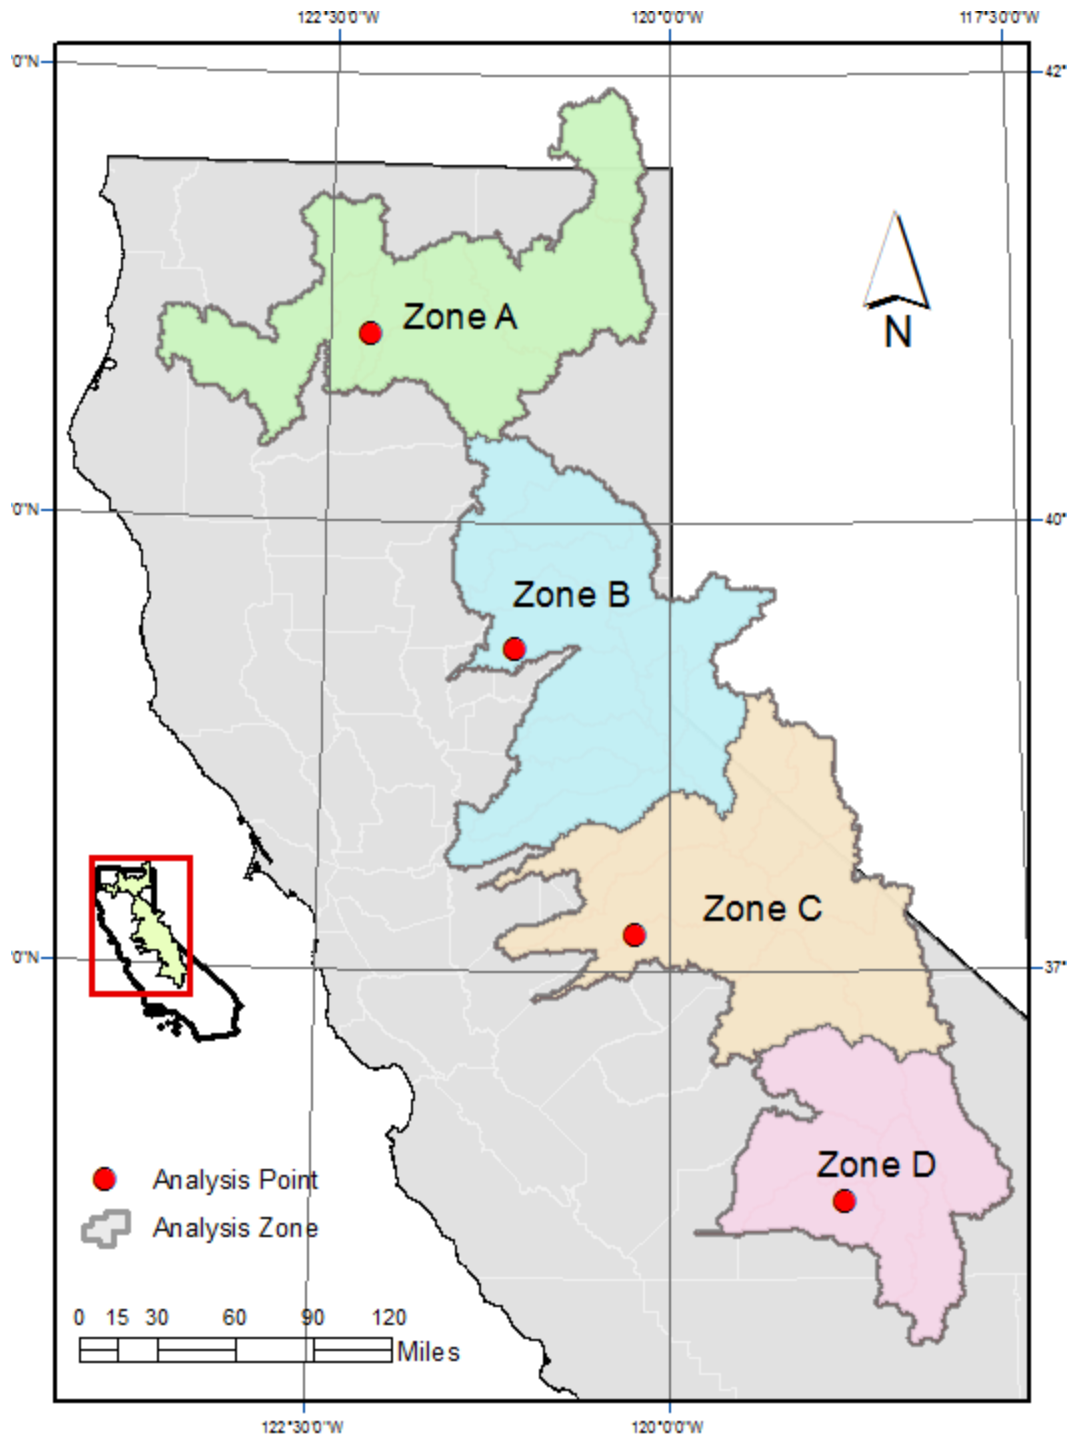 122°30'0"W 120°0'0"W 117°30'0"W
'0"N 42°
Zone A
N
'0"N 40°
Zone B
Zone C
'0"N 37°
Zone D
Analysis Point
Analysis Zone
0 15 30 60 90 120
Miles
122°30'0"W 120°0'0"W